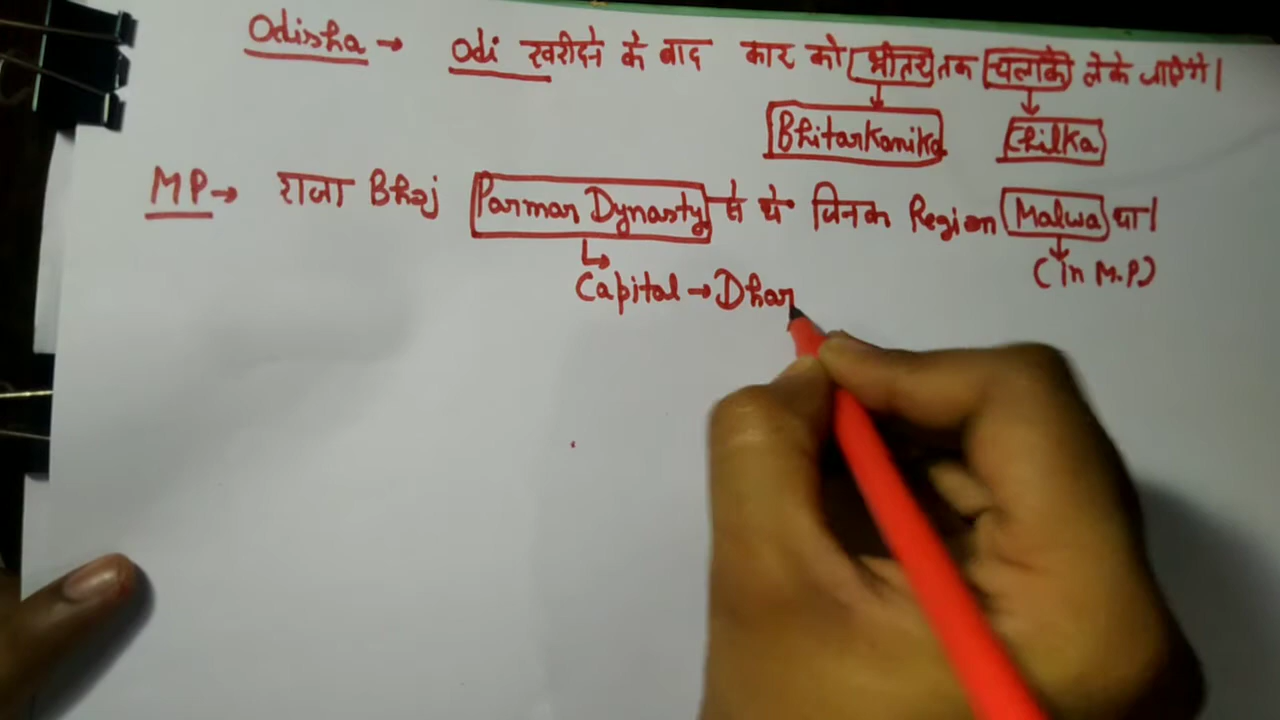 Odisha → Odi खरीदने के बाद कार को भीतर तक चलाके लेके जाऐगे।
Bhitarkanika Chilka
MP → राजा Bhoj Parmar Dynasty से थे जिनका Region Malwa था।
(in M.P)
Capital → Dhar